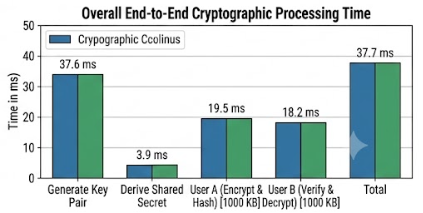 Overall End-to-End Cryptographic Processing Time
Crypographic Ccolinus
Time in ms)
50
40
30
20
10
0
37.6 ms
3.9 ms
19.5 ms
18.2 ms
37.7 ms
Generate Key
Pair
Derive Shared
Secret
User A (Encrypt &
Hash) [1000 KB]
User B (Verify &
Decrypt) [1000 KB]
Total